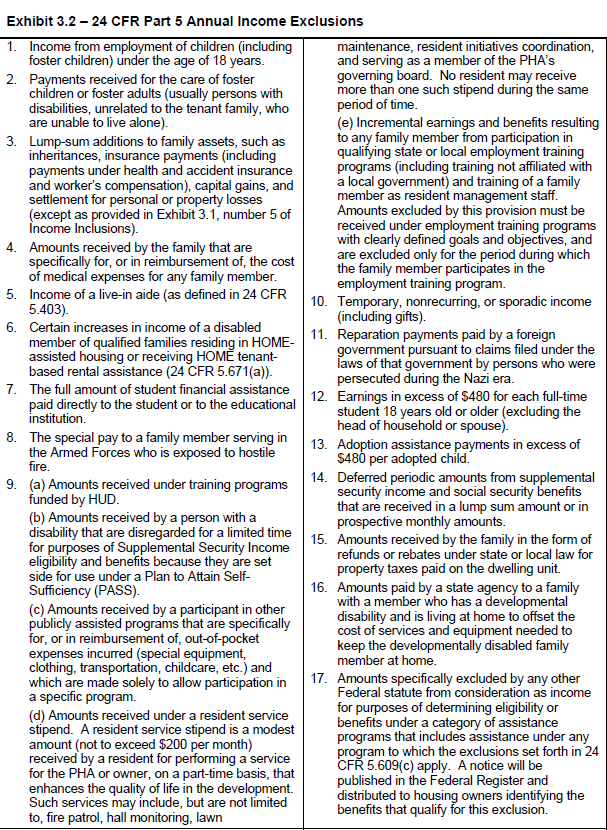 Exhibit 3.2 – 24 CFR Part 5 Annual Income Exclusions
1. Income from employment of children (including
foster children) under the age of 18 years.
2. Payments received for the care of foster
children or foster adults (usually persons with
disabilities, unrelated to the tenant family, who
are unable to live alone).
3. Lump-sum additions to family assets, such as
inheritances, insurance payments (including
payments under health and accident insurance
and worker's compensation), capital gains, and
settlement for personal or property losses
(except as provided in Exhibit 3.1, number 5 of
Income Inclusions).
4. Amounts received by the family that are
specifically for, or in reimbursement of, the cost
of medical expenses for any family member.
5. Income of a live-in aide (as defined in 24 CFR
5.403).
6. Certain increases in income of a disabled
member of qualified families residing in HOME-
assisted housing or receiving HOME tenant-
based rental assistance (24 CFR 5.671(a)).
7. The full amount of student financial assistance
paid directly to the student or to the educational
institution.
8. The special pay to a family member serving in
the Armed Forces who is exposed to hostile
fire.
9. (a) Amounts received under training programs
funded by HUD.
(b) Amounts received by a person with a
disability that are disregarded for a limited time
for purposes of Supplemental Security Income
eligibility and benefits because they are set
side for use under a Plan to Attain Self-
Sufficiency (PASS).
(c) Amounts received by a participant in other
publicly assisted programs that are specifically
for, or in reimbursement of, out-of-pocket
expenses incurred (special equipment,
clothing, transportation, childcare, etc.) and
which are made solely to allow participation in
a specific program.
(d) Amounts received under a resident service
stipend. A resident service stipend is a modest
amount (not to exceed $200 per month)
received by a resident for performing a service
for the PHA or owner, on a part-time basis, that
enhances the quality of life in the development.
Such services may include, but are not limited
to, fire patrol, hall monitoring, lawn
maintenance, resident initiatives coordination,
and serving as a member of the PHA's
governing board. No resident may receive
more than one such stipend during the same
period of time.
(e) Incremental earnings and benefits resulting
to any family member from participation in
qualifying state or local employment training
programs (including training not affiliated with
a local government) and training of a family
member as resident management staff.
Amounts excluded by this provision must be
received under employment training programs
with clearly defined goals and objectives, and
are excluded only for the period during which
the family member participates in the
employment training program.
10. Temporary, nonrecurring, or sporadic income
(including gifts).
11. Reparation payments paid by a foreign
government pursuant to claims filed under the
laws of that government by persons who were
persecuted during the Nazi era.
12. Earnings in excess of $480 for each full-time
student 18 years old or older (excluding the
head of household or spouse).
13. Adoption assistance payments in excess of
$480 per adopted child.
14. Deferred periodic amounts from supplemental
security income and social security benefits
that are received in a lump sum amount or in
prospective monthly amounts.
15. Amounts received by the family in the form of
refunds or rebates under state or local law for
property taxes paid on the dwelling unit.
16. Amounts paid by a state agency to a family
with a member who has a developmental
disability and is living at home to offset the
cost of services and equipment needed to
keep the developmentally disabled family
member at home.
17. Amounts specifically excluded by any other
Federal statute from consideration as income
for purposes of determining eligibility or
benefits under a category of assistance
programs that includes assistance under any
program to which the exclusions set forth in 24
CFR 5.609(c) apply. A notice will be
published in the Federal Register and
distributed to housing owners identifying the
benefits that qualify for this exclusion.